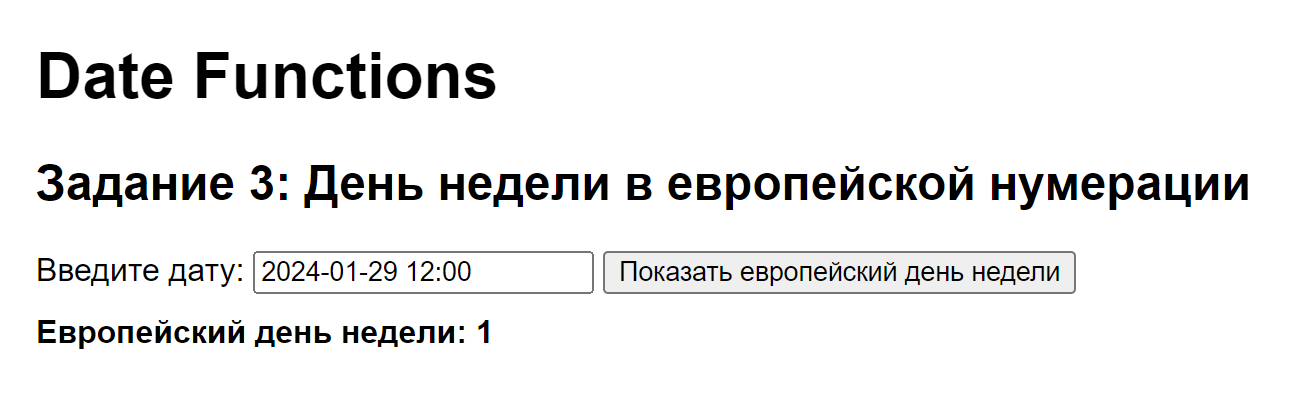 Date Functions
Задание 3: День недели в европейской нумерации
Введите дату: 2024-01-29 12:00 Показать европейский день недели
Европейский день недели: 1